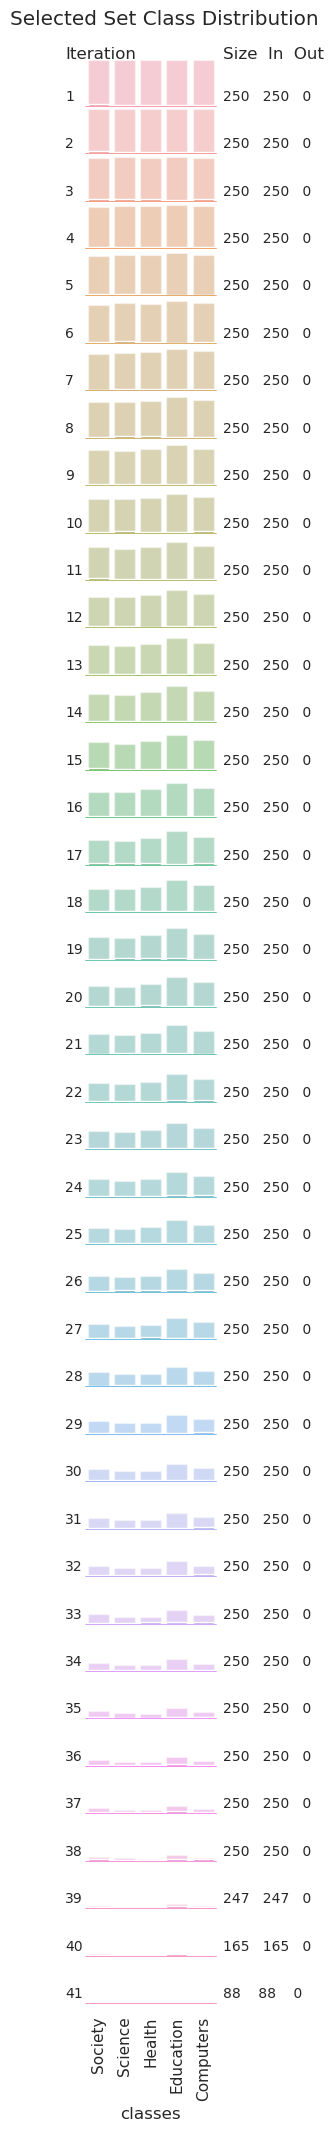 Selected Set Class Distribution
Iteration Size In Out
1 250 250 0
2 250 250 0
3 250 250 0
4 250 250 0
5 250 250 0
6 250 250 0
7 250 250 0
8 250 250 0
9 250 250 0
10 250 250 0
11 250 250 0
12 250 250 0
13 250 250 0
14 250 250 0
15 250 250 0
16 250 250 0
17 250 250 0
18 250 250 0
19 250 250 0
20 250 250 0
21 250 250 0
22 250 250 0
23 250 250 0
24 250 250 0
25 250 250 0
26 250 250 0
27 250 250 0
28 250 250 0
29 250 250 0
30 250 250 0
31 250 250 0
32 250 250 0
33 250 250 0
34 250 250 0
35 250 250 0
36 250 250 0
37 250 250 0
38 250 250 0
39 247 247 0
40 165 165 0
41 88 88 0
Society
Science
Health
Education
Computers
classes